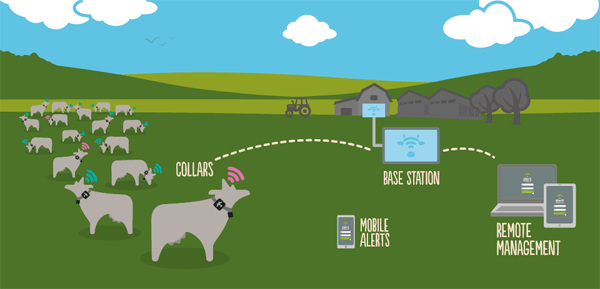 COLLARS
BASE STATION
MOBILE
ALERTS
REMOTE
MANAGEMENT